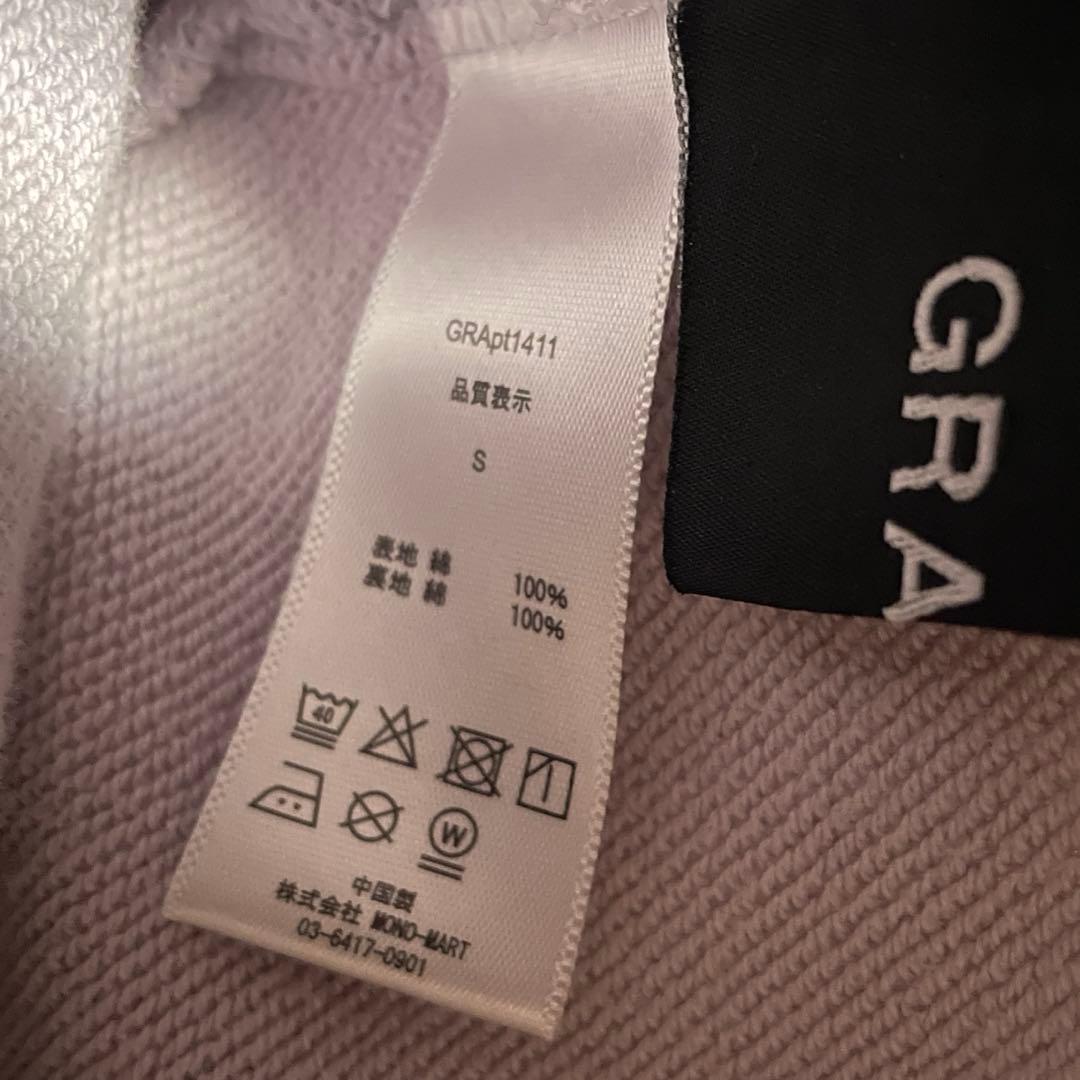 GRApt1411
品質表示
S
表地 綿 100%
裏地 綿 100%
40
W
中国製
株式会社 MONO-MART
03-6417-0901
GRA